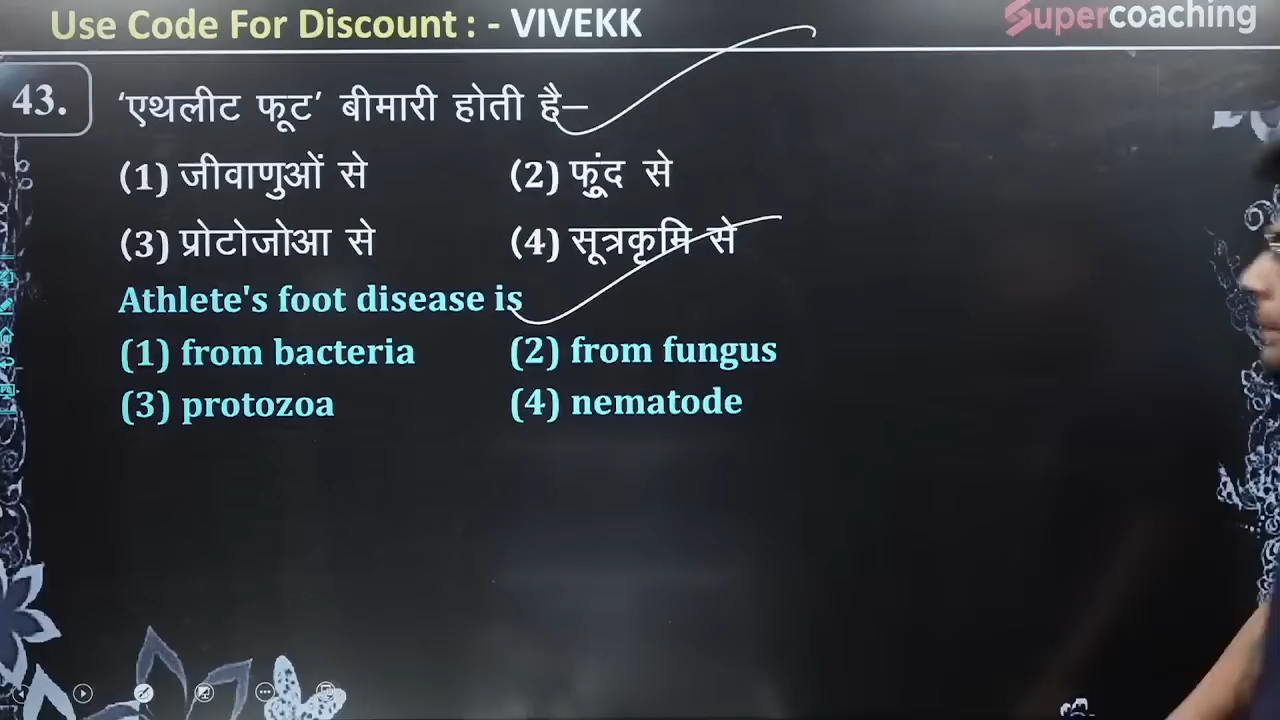 Use Code For Discount : - VIVEKK
Supercoaching
43. ‘एथलीट फूट’ बीमारी होती है–
(1) जीवाणुओं से (2) फुूंद से
(3) प्रोटोजोआ से (4) सूत्रकृमि से
Athlete's foot disease is
(1) from bacteria (2) from fungus
(3) protozoa (4) nematode